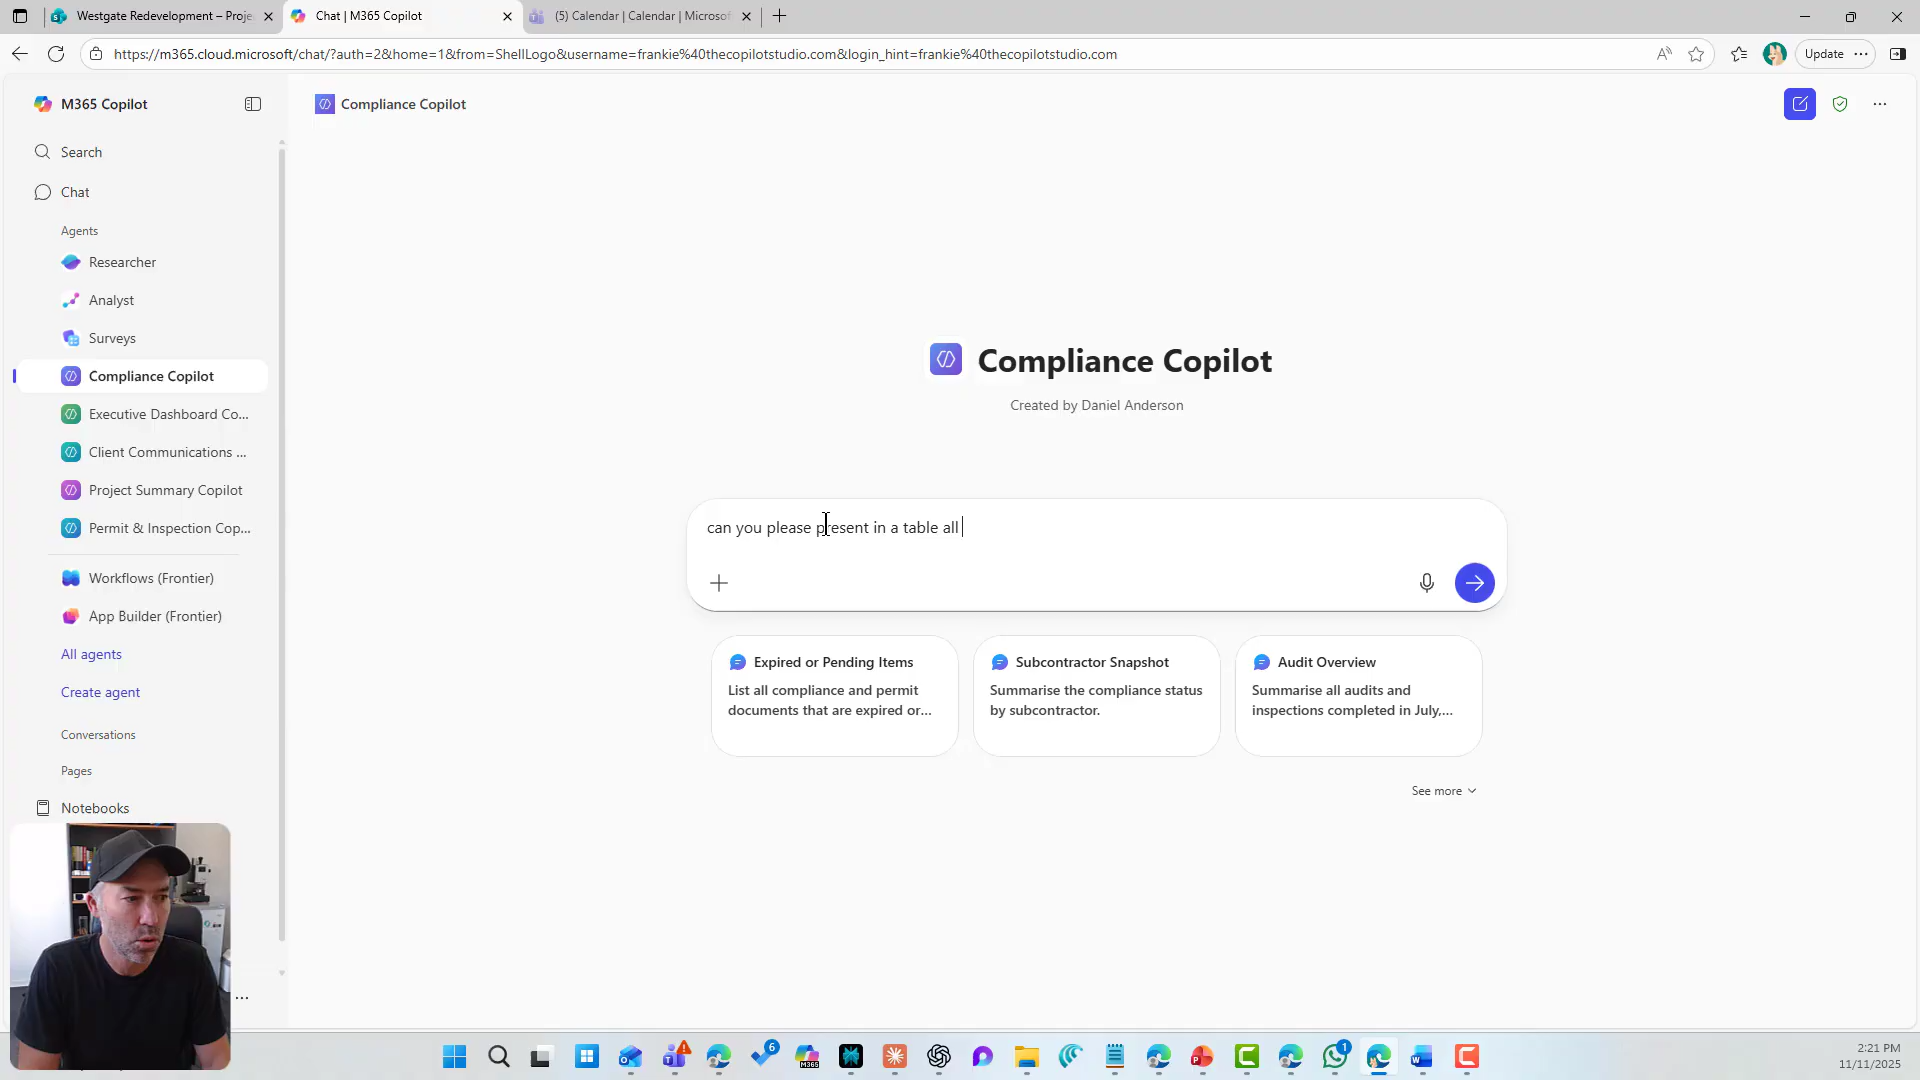 Westgate Redevelopment – Proje
Chat | M365 Copilot
(5) Calendar | Calendar | Microsof
https://m365.cloud.microsoft/chat/?auth=2&home=1&from=ShellLogo&username=frankie%40thecopilotstudio.com&login_hint=frankie%40thecopilotstudio.com
Update
M365 Copilot
Search
Chat
Agents
Researcher
Analyst
Surveys
Compliance Copilot
Executive Dashboard Co...
Client Communications ...
Project Summary Copilot
Permit & Inspection Cop...
Workflows (Frontier)
App Builder (Frontier)
All agents
Create agent
Conversations
Pages
Notebooks
Compliance Copilot
Compliance Copilot
Created by Daniel Anderson
can you please present in a table all
Expired or Pending Items
List all compliance and permit
documents that are expired or...
Subcontractor Snapshot
Summarise the compliance status
by subcontractor.
Audit Overview
Summarise all audits and
inspections completed in July,...
See more
6
M365
1
2:21 PM
11/11/2025